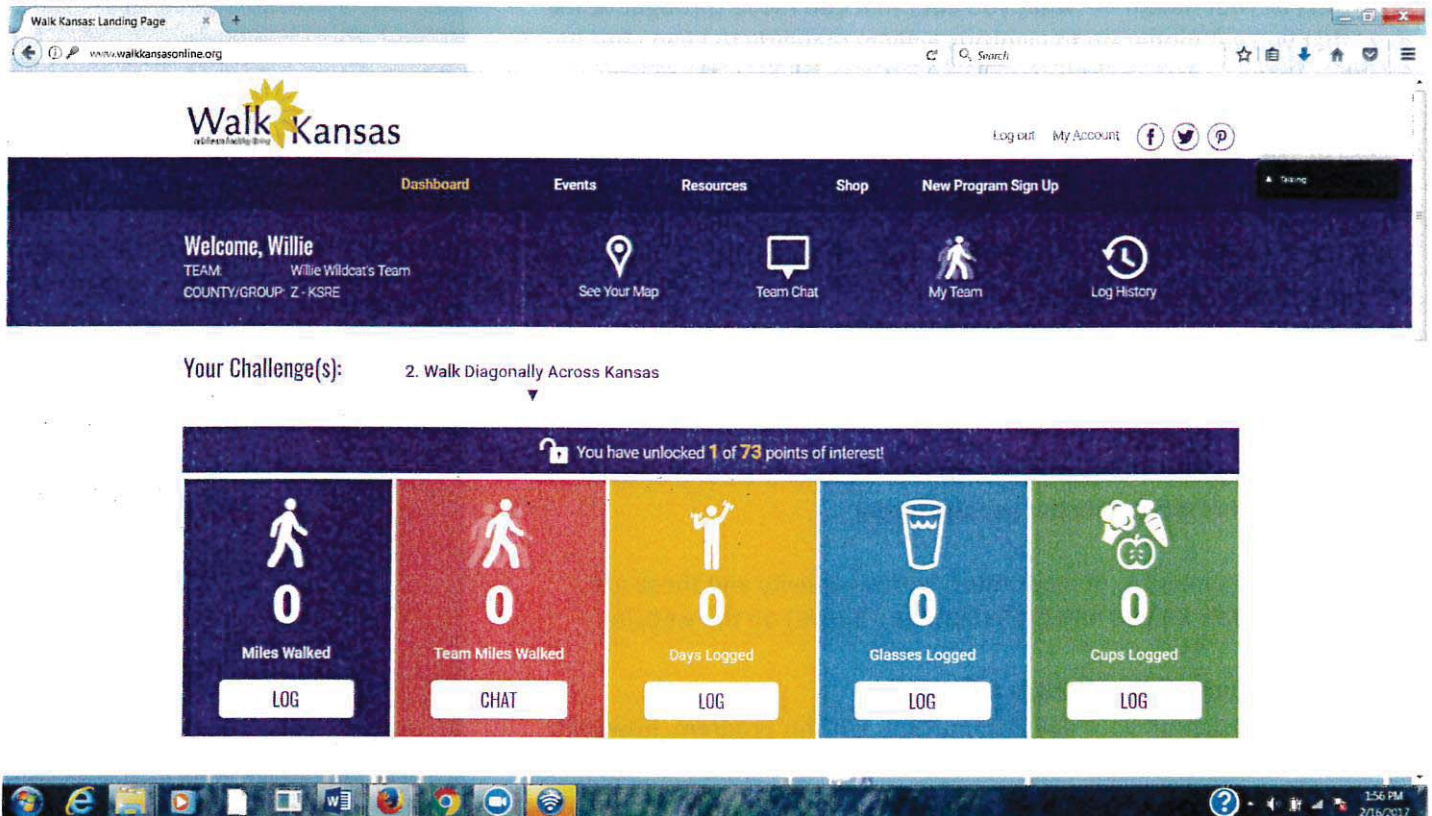 Walk Kansas: Landing Page × +
www.walkkansasonline.org
Search
Walk Kansas
Log out My Account
Dashboard Events Resources Shop New Program Sign Up
Talking
Welcome, Willie
TEAM: Willie Wildcat's Team
COUNTY/GROUP: Z - KSRE
See Your Map Team Chat My Team Log History
Your Challenge(s): 2. Walk Diagonally Across Kansas
You have unlocked 1 of 73 points of interest!
0 0 0 0 0
Miles Walked Team Miles Walked Days Logged Glasses Logged Cups Logged
LOG CHAT LOG LOG LOG
1:56 PM
2/16/2017